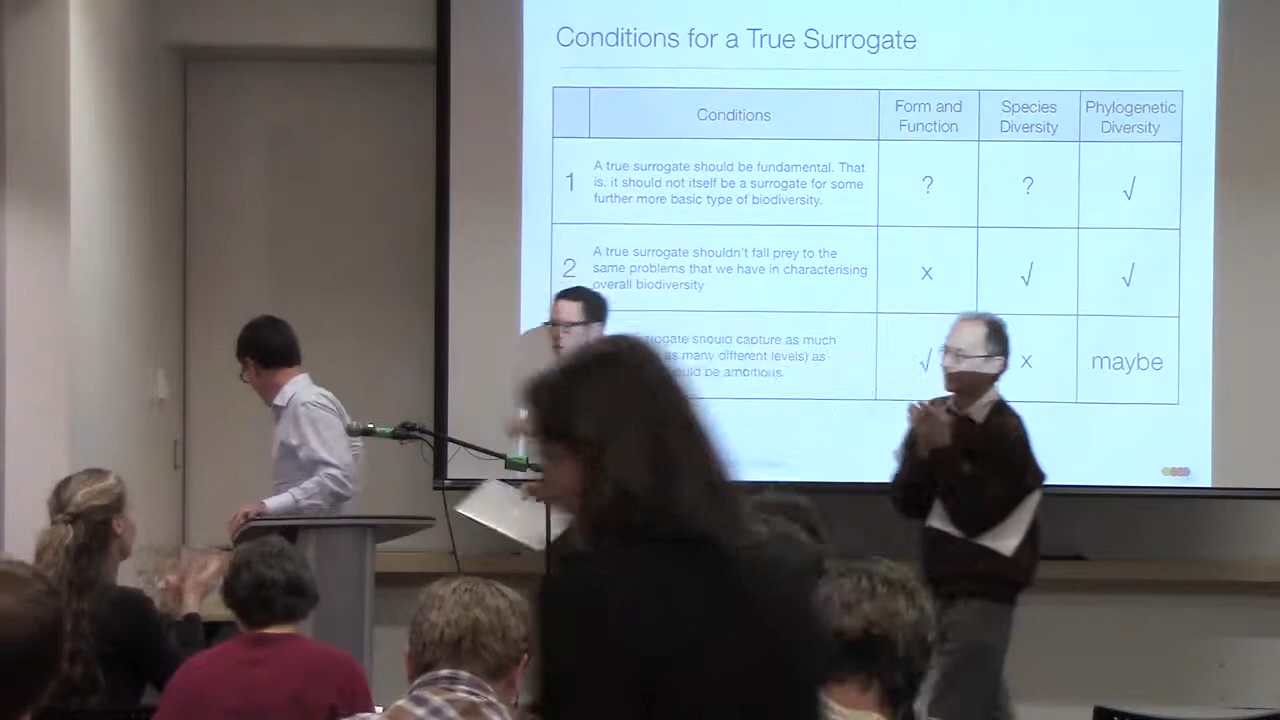 Conditions for a True Surrogate
Conditions
Form and
Function
Species
Diversity
Phylogenetic
Diversity
1
A true surrogate should be fundamental. That
is, it should not itself be a surrogate for some
further more basic type of biodiversity.
?
?
√
2
A true surrogate shouldn't fall prey to the
same problems that we have in characterising
overall biodiversity
x
√
√
should capture as much
as many different levels) as
be ambitious.
√
x
maybe